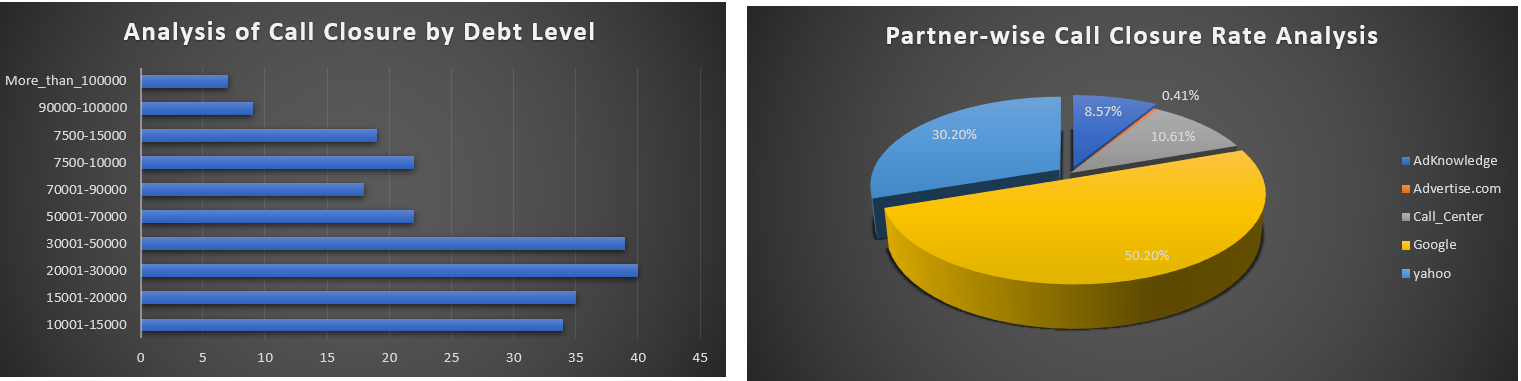 Analysis of Call Closure by Debt Level
More_than_100000
90000-100000
7500-15000
7500-10000
70001-90000
50001-70000
30001-50000
20001-30000
15001-20000
10001-15000
0 5 10 15 20 25 30 35 40 45
Partner-wise Call Closure Rate Analysis
8.57%
0.41%
10.61%
30.20%
50.20%
AdKnowledge
Advertise.com
Call_Center
Google
yahoo